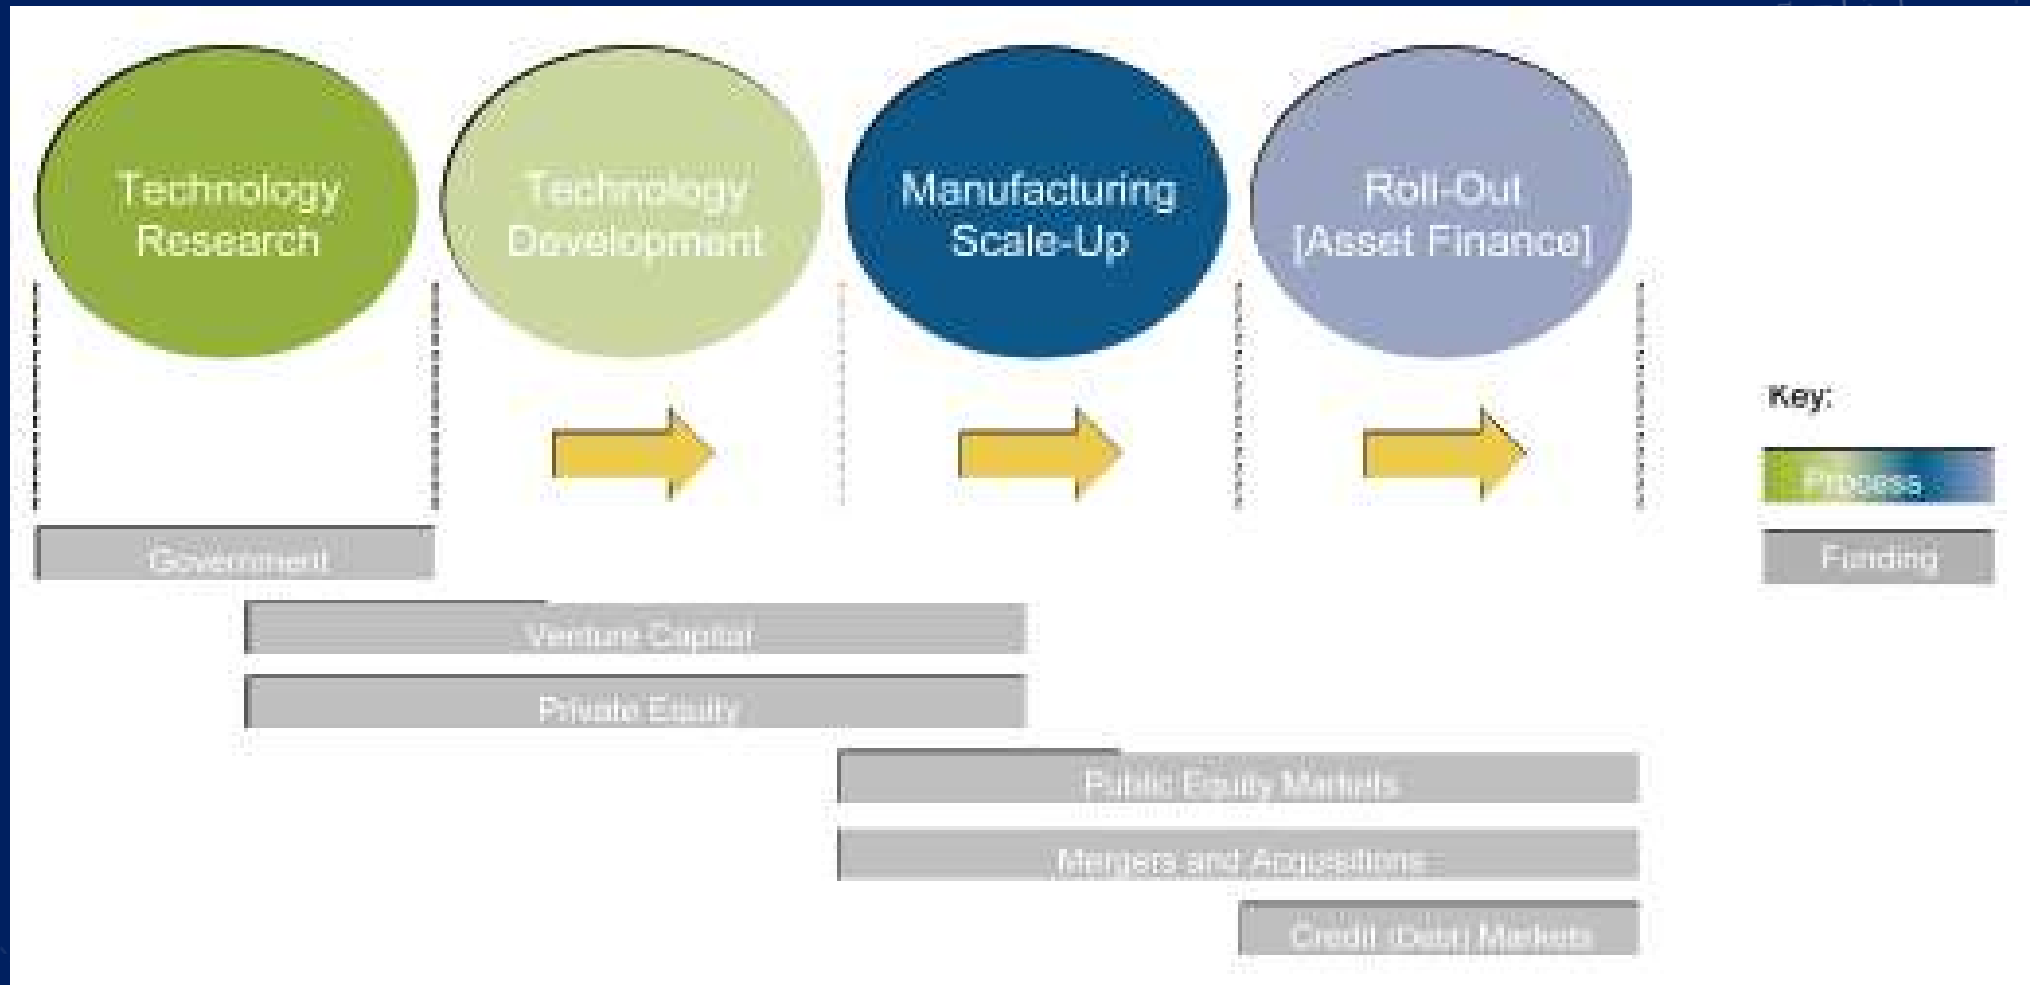 Technology
Research
Technology
Development
Manufacturing
Scale-Up
Roll-Out
[Asset Finance]
Key:
Process
Funding
Government
Venture Capital
Private Equity
Public Equity Markets
Mergers and Acquisitions
Credit (Debt) Markets